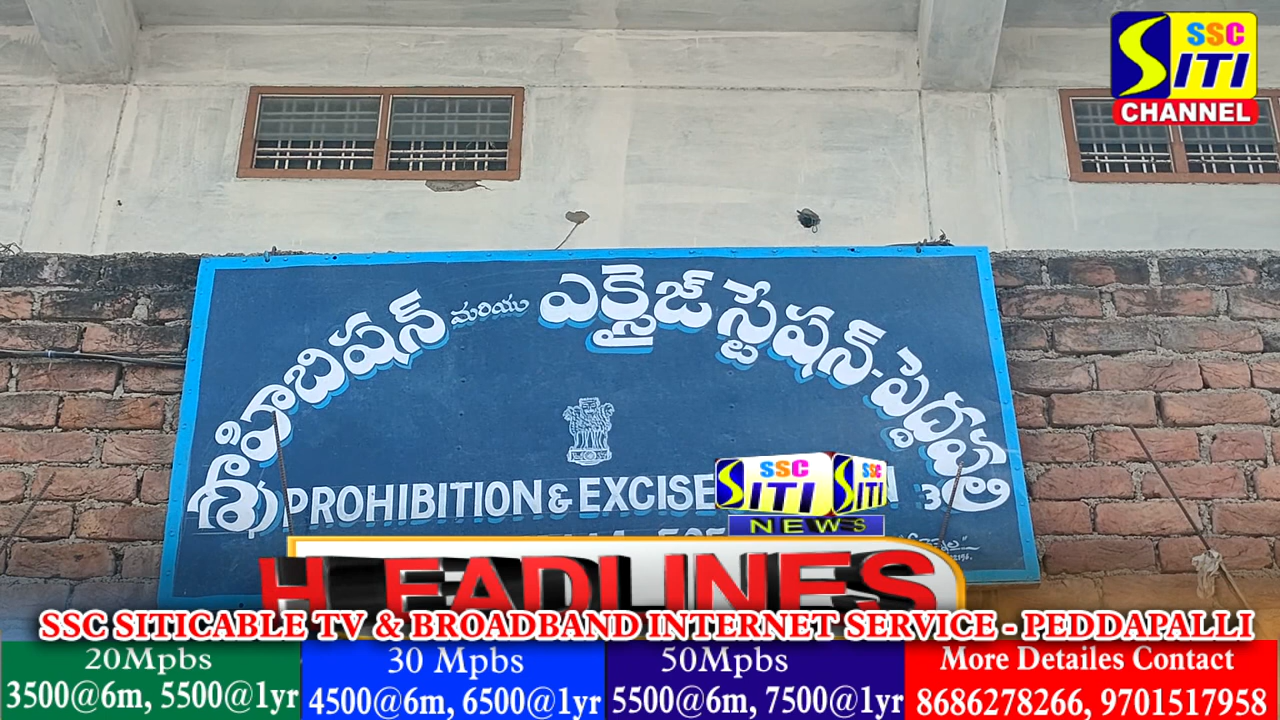 SSC
SITI
CHANNEL
ప్రొహిబిషన్ మరియు ఎక్సైజ్ స్టేషన్-పెద్దపల్లి
PROHIBITION & EXCISE
SSC SITI SSC SITI
NEWS
HEADLINES
SSC SITICABLE TV & BROADBAND INTERNET SERVICE - PEDDAPALLI
20Mpbs 30 Mpbs 50Mpbs More Detailes Contact
3500@6m, 5500@1yr 4500@6m, 6500@1yr 5500@6m, 7500@1yr 8686278266, 9701517958